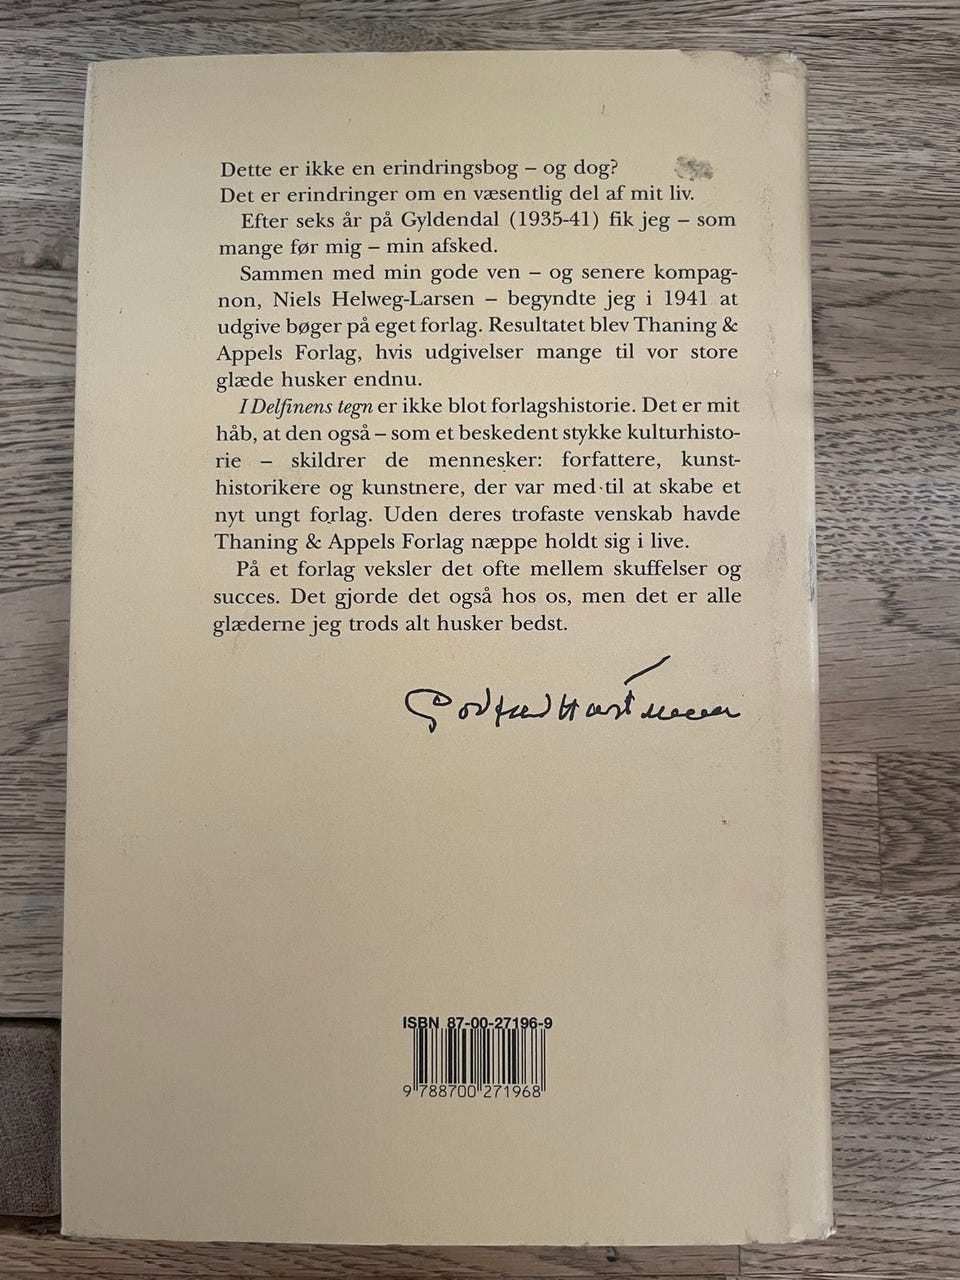 Dette er ikke en erindringsbog – og dog?
Det er erindringer om en væsentlig del af mit liv.
Efter seks år på Gyldendal (1935-41) fik jeg – som
mange før mig – min afsked.
Sammen med min gode ven – og senere kompag-
non, Niels Helweg-Larsen – begyndte jeg i 1941 at
udgive bøger på eget forlag. Resultatet blev Thaning &
Appels Forlag, hvis udgivelser mange til vor store
glæde husker endnu.
I Delfinens tegn er ikke blot forlagshistorie. Det er mit
håb, at den også – som et beskedent stykke kulturhisto-
rie – skildrer de mennesker: forfattere, kunst-
historikere og kunstnere, der var med til at skabe et
nyt ungt forlag. Uden deres trofaste venskab havde
Thaning & Appels Forlag næppe holdt sig i live.
På et forlag veksler det ofte mellem skuffelser og
succes. Det gjorde det også hos os, men det er alle
glæderne jeg trods alt husker bedst.
Godfred Hartmann
ISBN 87-00-27196-9
9 788700 271968